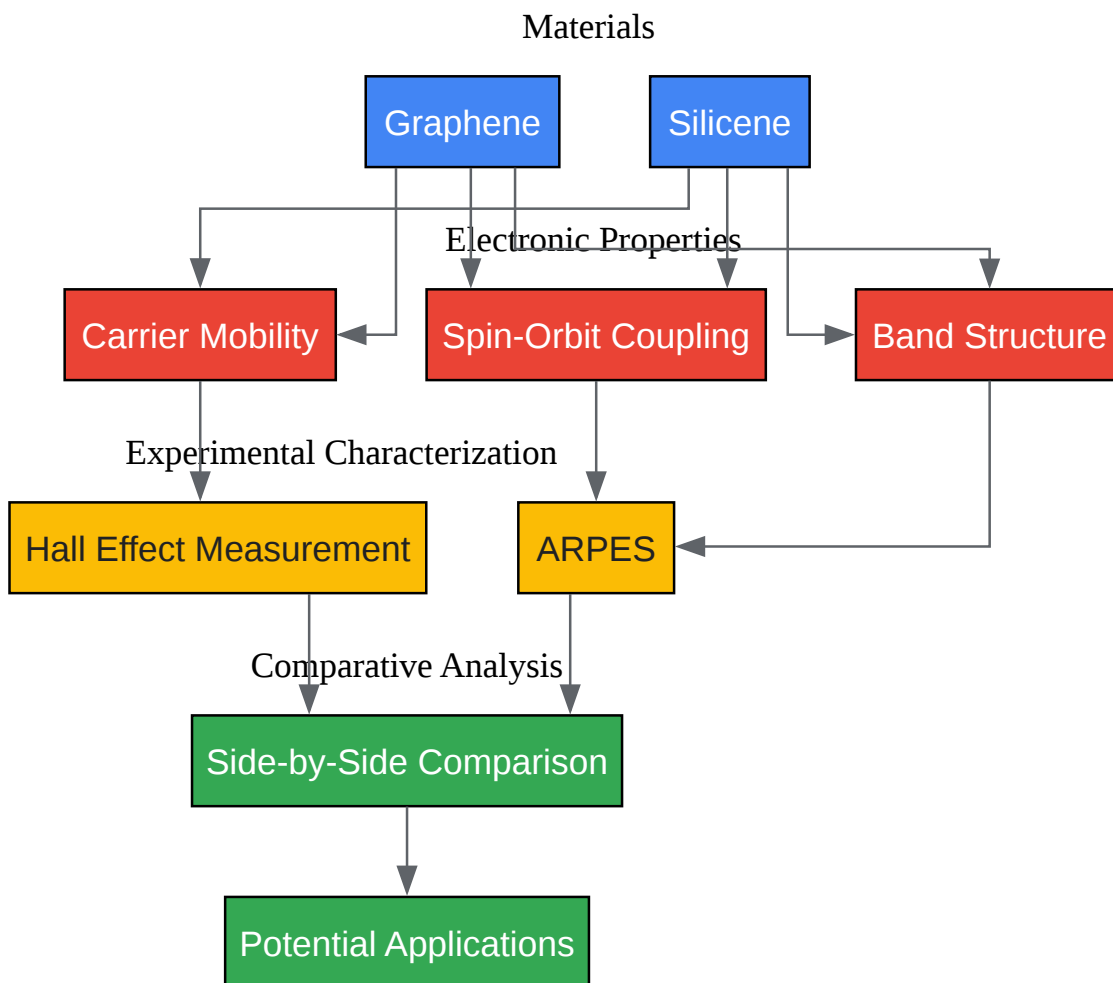 Materials
Graphene
Silicene
Electronic Properties
Carrier Mobility
Spin-Orbit Coupling
Band Structure
Experimental Characterization
Hall Effect Measurement
ARPES
Comparative Analysis
Side-by-Side Comparison
Potential Applications